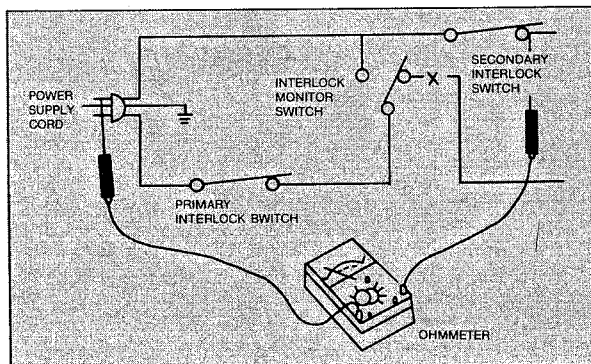 SECONDARY
INTERLOCK
SWITCH
INTERLOCK
MONITOR
SWITCH
X
POWER
SUPPLY
CORD
PRIMARY
INTERLOCK BWITCH
OHMMETER